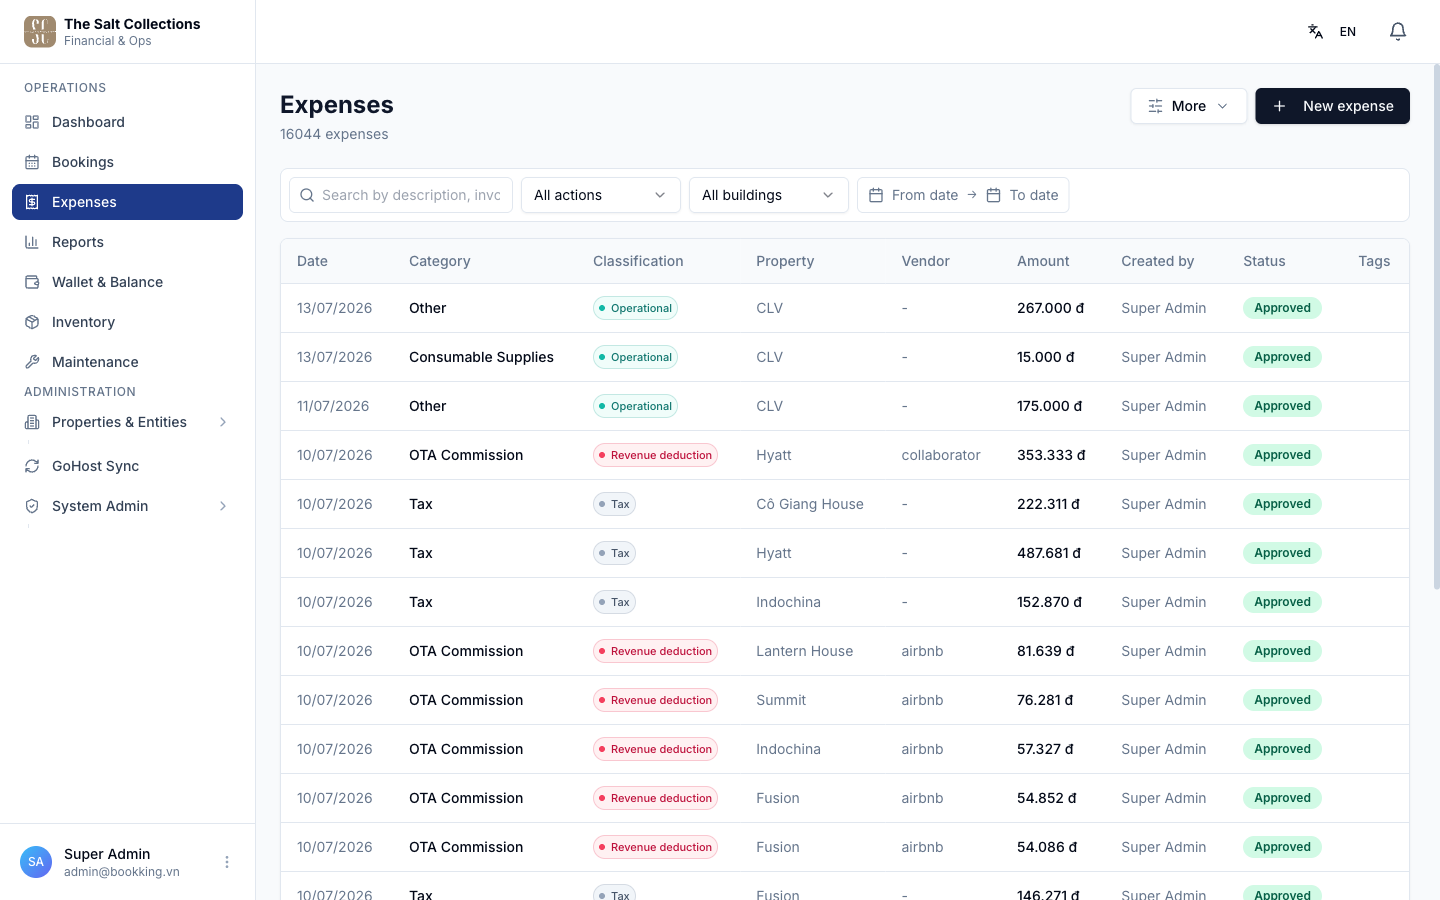 The Salt Collections
Financial & Ops
EN
OPERATIONS
Dashboard
Bookings
Expenses
Reports
Wallet & Balance
Inventory
Maintenance
ADMINISTRATION
Properties & Entities
GoHost Sync
System Admin
SA
Super Admin
admin@bookking.vn
Expenses
16044 expenses
More
New expense
Search by description, invo
All actions
All buildings
From date → To date
Date Category Classification Property Vendor Amount Created by Status Tags
13/07/2026 Other Operational CLV - 267.000 đ Super Admin Approved
13/07/2026 Consumable Supplies Operational CLV - 15.000 đ Super Admin Approved
11/07/2026 Other Operational CLV - 175.000 đ Super Admin Approved
10/07/2026 OTA Commission Revenue deduction Hyatt collaborator 353.333 đ Super Admin Approved
10/07/2026 Tax Tax Cô Giang House - 222.311 đ Super Admin Approved
10/07/2026 Tax Tax Hyatt - 487.681 đ Super Admin Approved
10/07/2026 Tax Tax Indochina - 152.870 đ Super Admin Approved
10/07/2026 OTA Commission Revenue deduction Lantern House airbnb 81.639 đ Super Admin Approved
10/07/2026 OTA Commission Revenue deduction Summit airbnb 76.281 đ Super Admin Approved
10/07/2026 OTA Commission Revenue deduction Indochina airbnb 57.327 đ Super Admin Approved
10/07/2026 OTA Commission Revenue deduction Fusion airbnb 54.852 đ Super Admin Approved
10/07/2026 OTA Commission Revenue deduction Fusion airbnb 54.086 đ Super Admin Approved
10/07/2026 Tax Tax Fusion - 146.271 đ Super Admin Approved